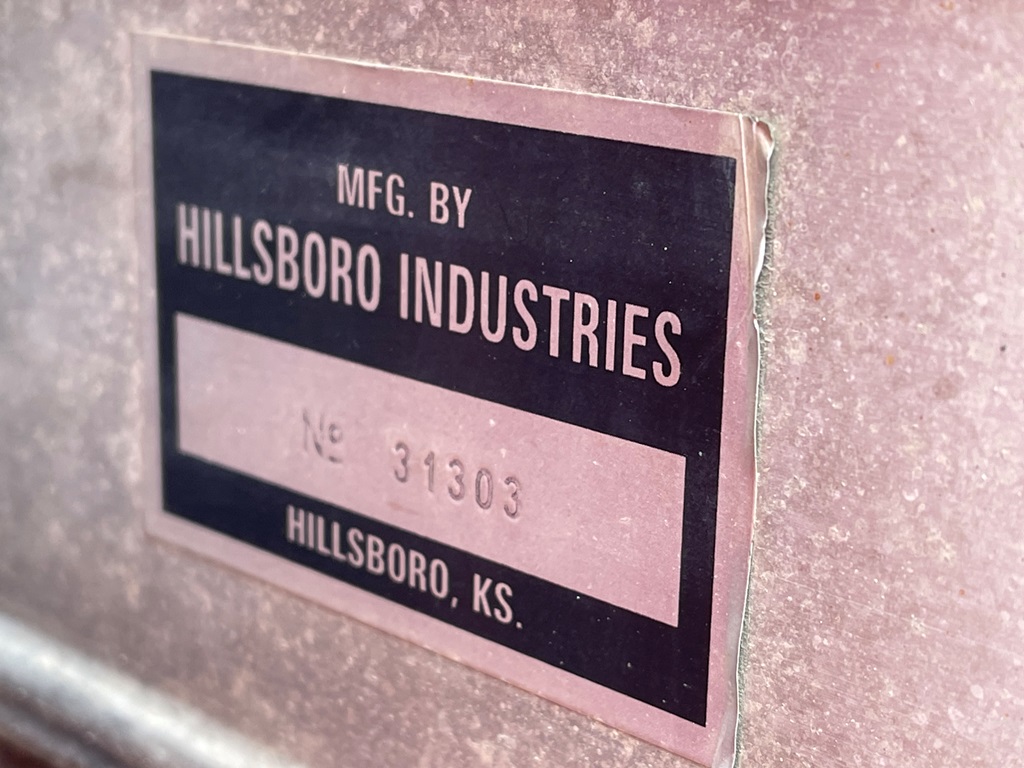 MFG. BY
HILLSBORO INDUSTRIES
№ 31303
HILLSBORO, KS.